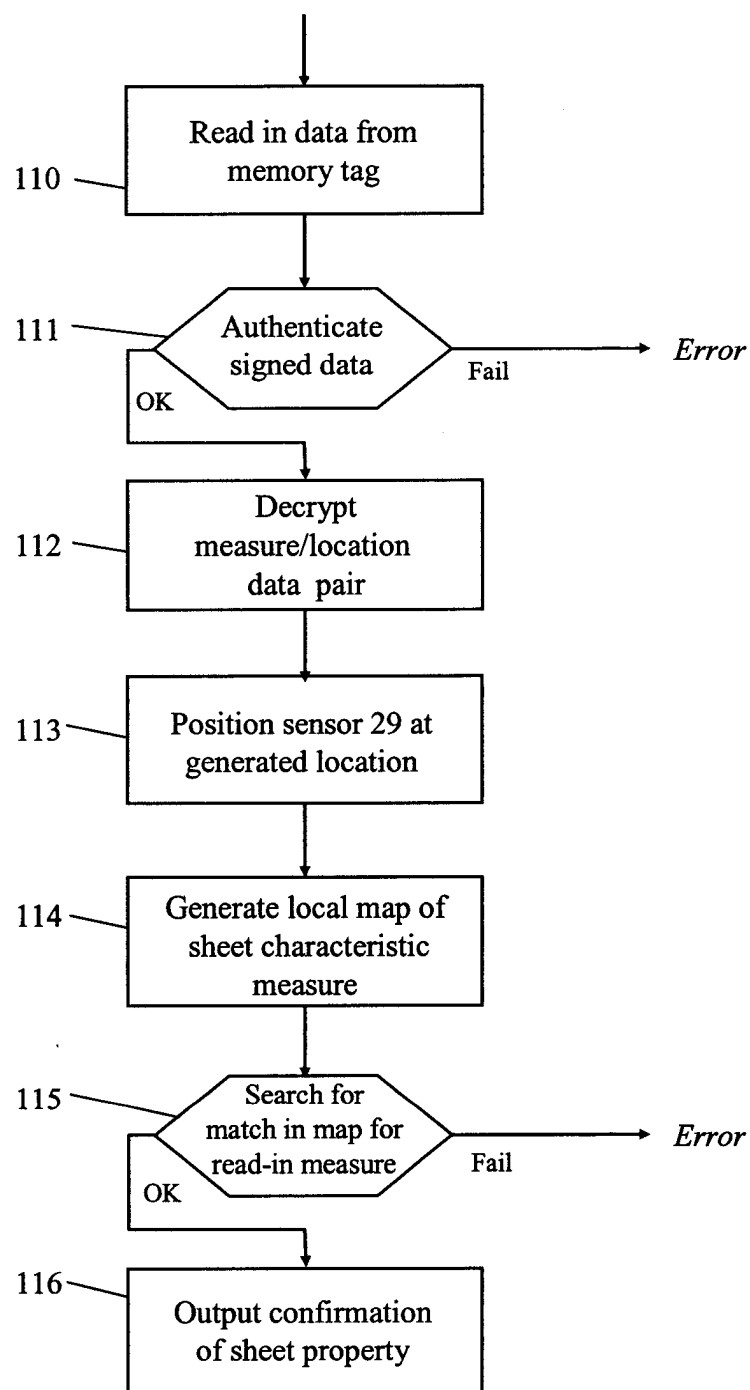 Read in data from
memory tag
110
111
Authenticate
signed data
Fail
Error
OK
112
Decrypt
measure/location
data pair
113
Position sensor 29 at
generated location
114
Generate local map of
sheet characteristic
measure
115
Search for
match in map for
read-in measure
Fail
Error
OK
116
Output confirmation
of sheet property